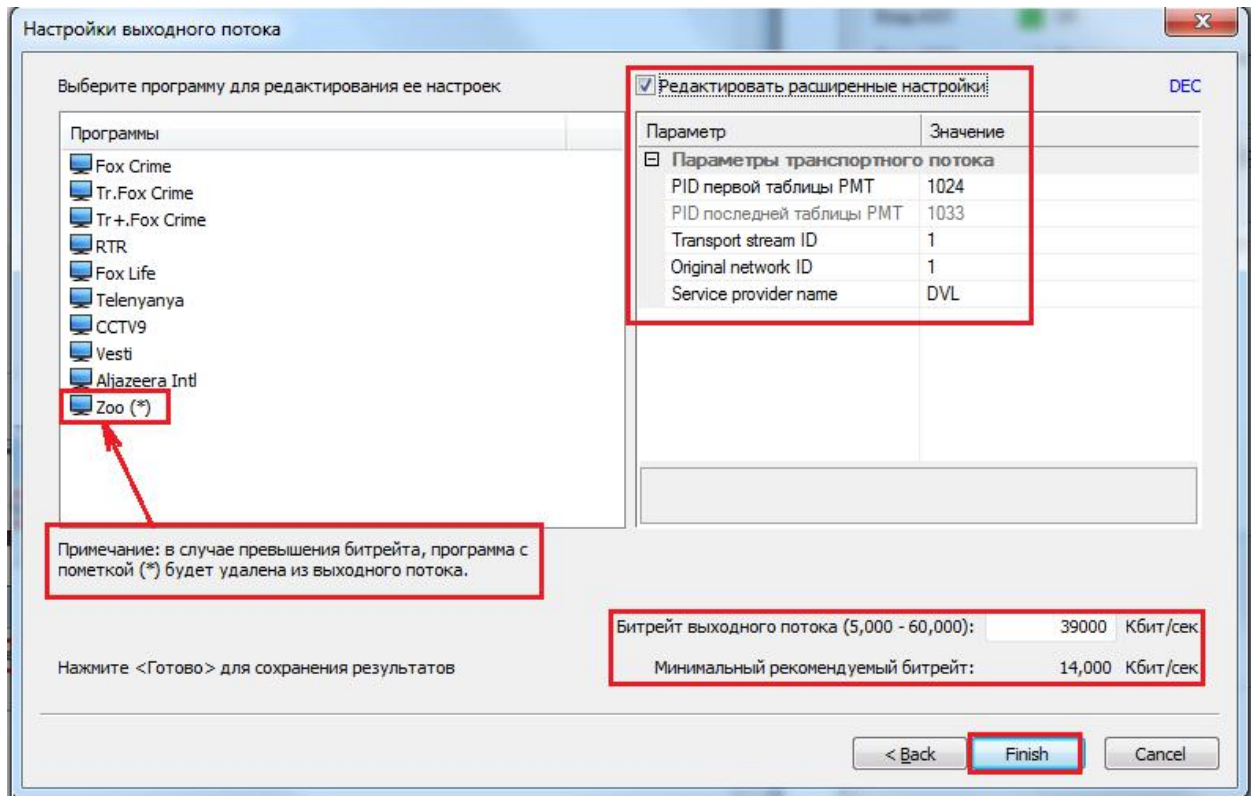 Настройки выходного потока
Выберите программу для редактирования ее настроек
Программы
Fox Crime
Tr.Fox Crime
Tr+.Fox Crime
RTR
Fox Life
Telenyanya
CCTV9
Vesti
Aljazeera Intl
Zoo (*)
Примечание: в случае превышения битрейта, программа с
пометкой (*) будет удалена из выходного потока.
Нажмите <Готово> для сохранения результатов
Редактировать расширенные настройки
DEC
Параметр Значение
Параметры транспортного потока
PID первой таблицы PMT 1024
PID последней таблицы PMT 1033
Transport stream ID 1
Original network ID 1
Service provider name DVL
Битрейт выходного потока (5,000 - 60,000): 39000 Кбит/сек
Минимальный рекомендуемый битрейт: 14,000 Кбит/сек
< Back Finish Cancel